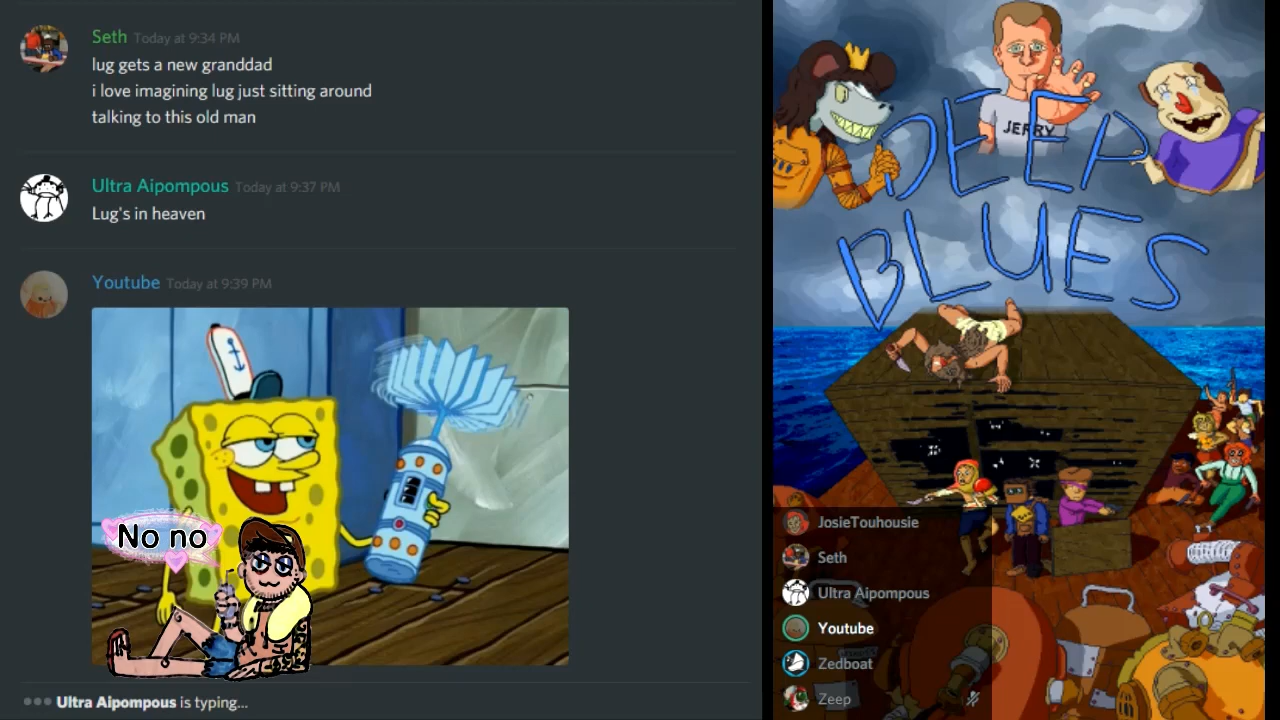 Seth Today at 9:34 PM
lug gets a new granddad
i love imagining lug just sitting around
talking to this old man
Ultra Aipompous Today at 9:37 PM
Lug's in heaven
Youtube Today at 9:39 PM
No no
Ultra Aipompous is typing...
JERRY
DEEP
BLUES
JosieTouhousie
Seth
Ultra Aipompous
Youtube
Zedboat
Zeep